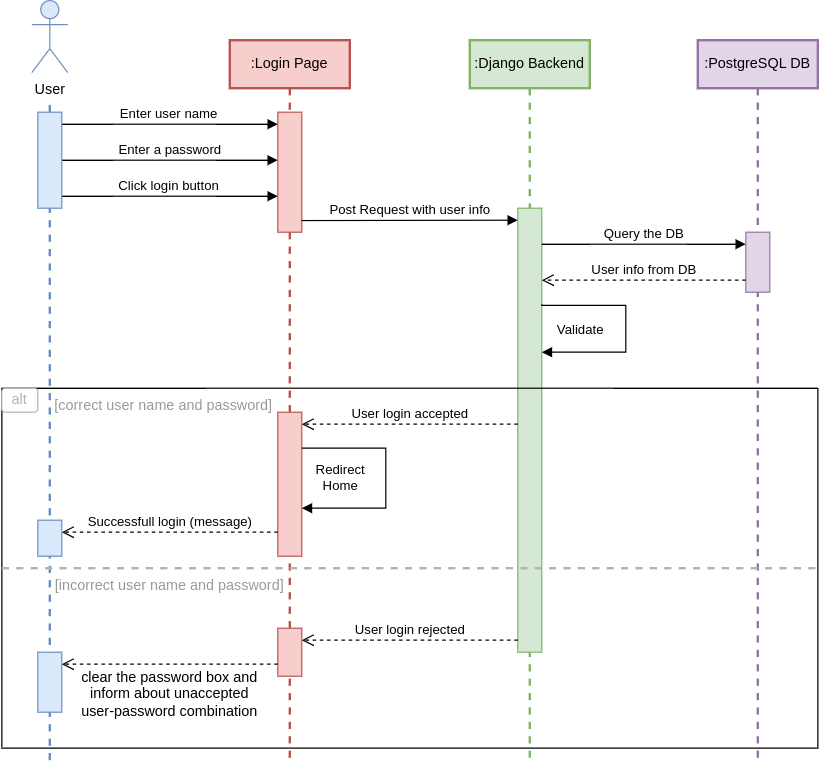 :Login Page
:Django Backend
:PostgreSQL DB
User
Enter user name
Enter a password
Click login button
Post Request with user info
Query the DB
User info from DB
Validate
alt
[correct user name and password]
User login accepted
Redirect
Home
Successfull login (message)
[incorrect user name and password]
User login rejected
clear the password box and
inform about unaccepted
user-password combination